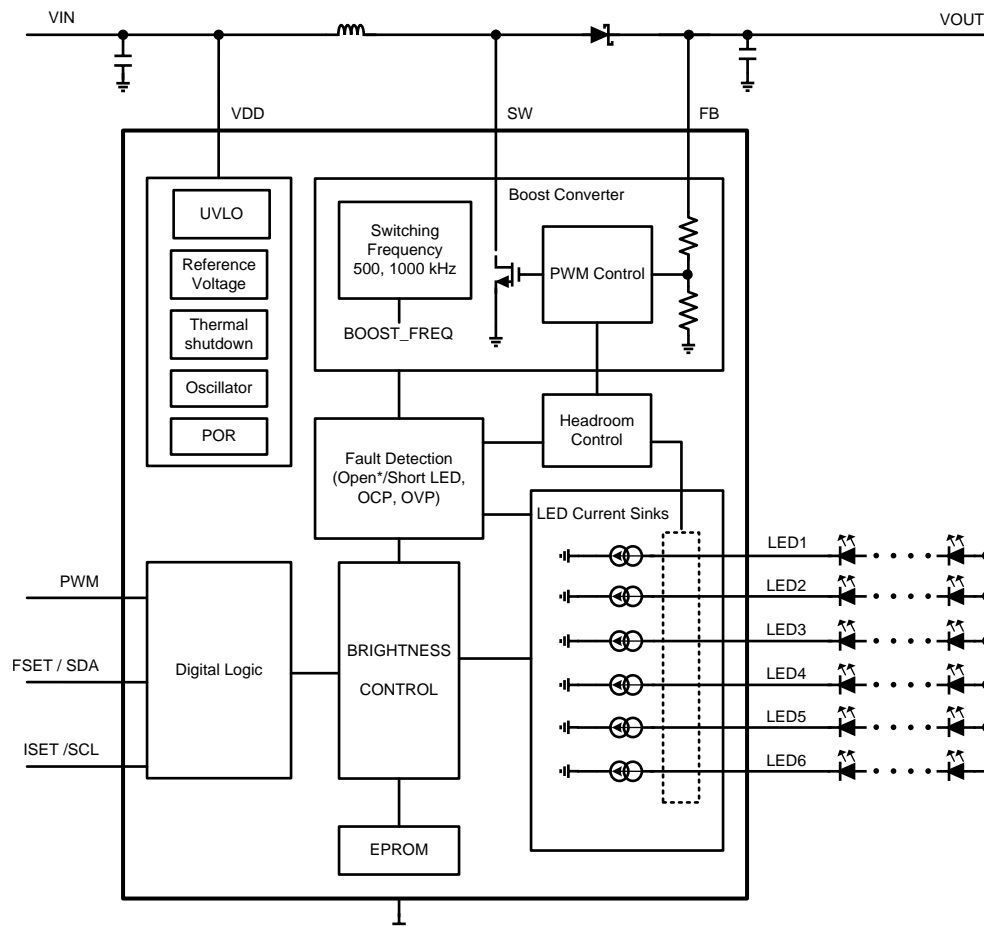 VIN
VOUT
VDD
SW
FB
UVLO
Reference
Voltage
Thermal
shutdown
Oscillator
POR
Boost Converter
Switching
Frequency
500, 1000 kHz
BOOST_FREQ
PWM Control
Fault Detection
(Open*/Short LED,
OCP, OVP)
Headroom
Control
LED Current Sinks
LED1
LED2
LED3
LED4
LED5
LED6
PWM
FSET / SDA
ISET /SCL
Digital Logic
BRIGHTNESS
CONTROL
EPROM